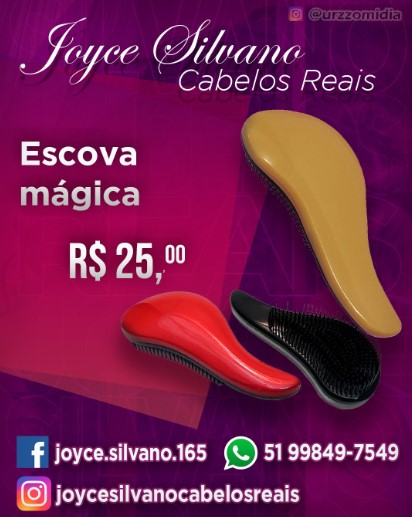 @urzzomidia
Joyce Silvano
Cabelos Reais
Escova
mágica
R$ 25,00
joyce.silvano.165
51 99849-7549
joycesilvanocabelosreais